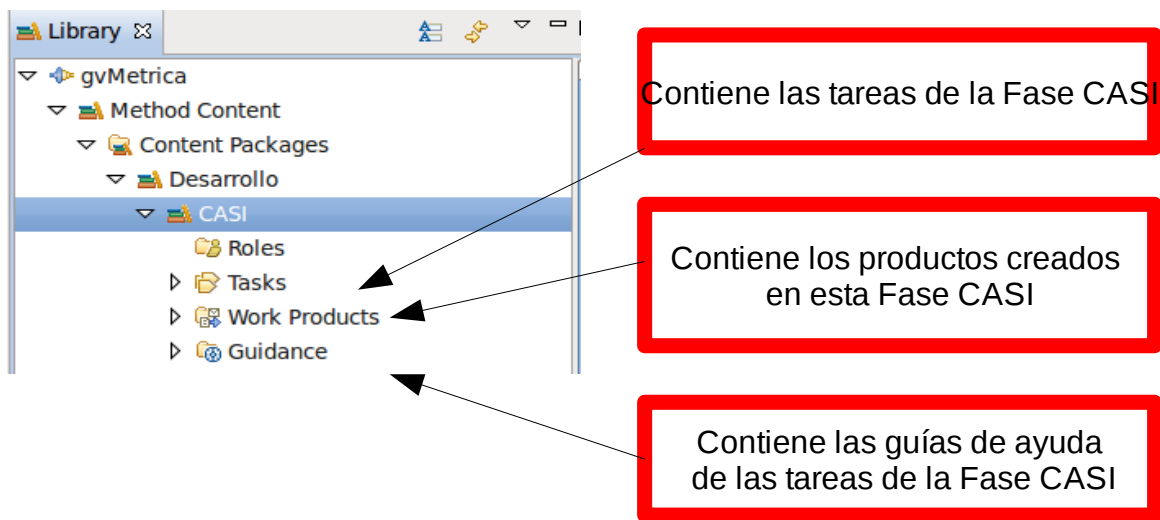 Library
gvMetrica
Method Content
Content Packages
Desarrollo
CASI
Roles
Tasks
Work Products
Guidance
Contiene las tareas de la Fase CASI
Contiene los productos creados
en esta Fase CASI
Contiene las guías de ayuda
de las tareas de la Fase CASI